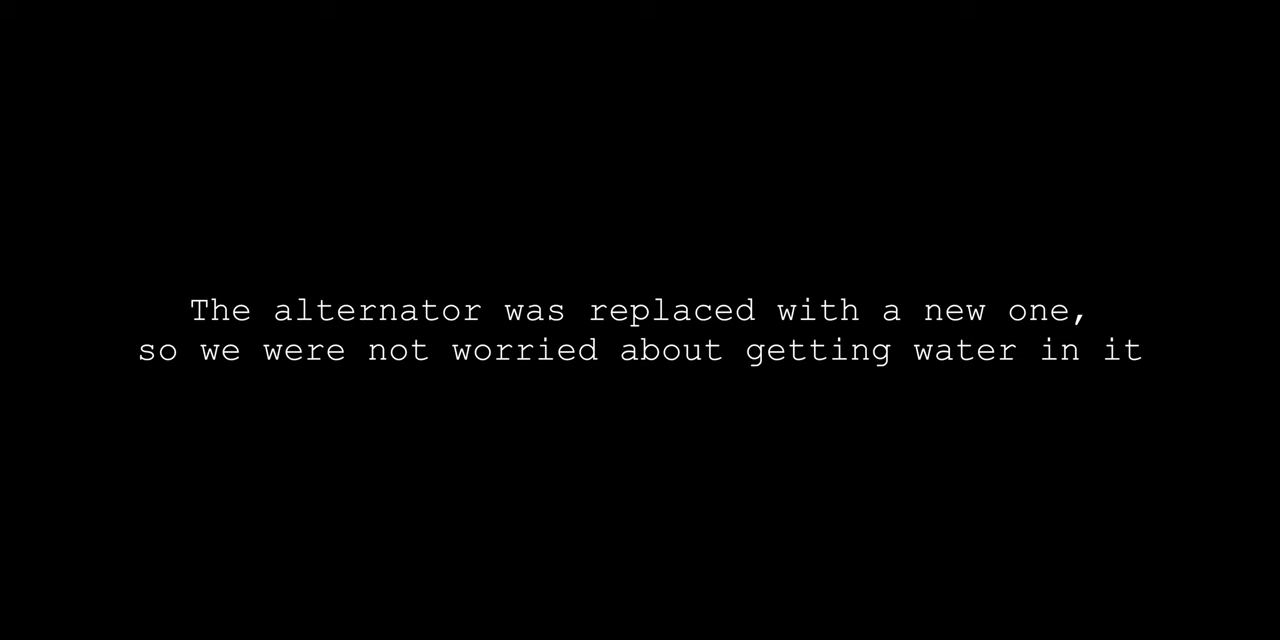 The alternator was replaced with a new one,
so we were not worried about getting water in it